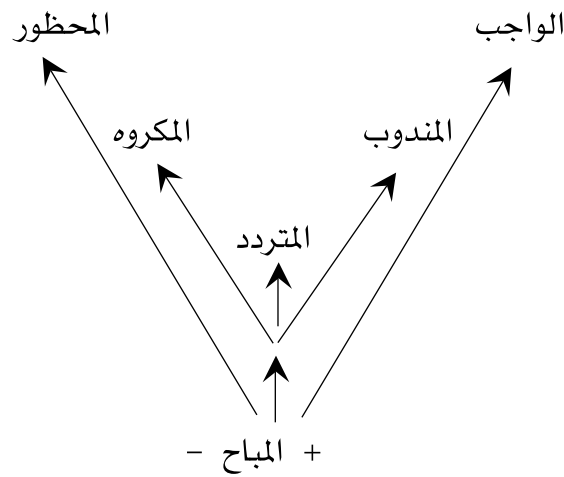 الواجب
المحظور
المندوب
المكروه
المتردد
+ المباح -